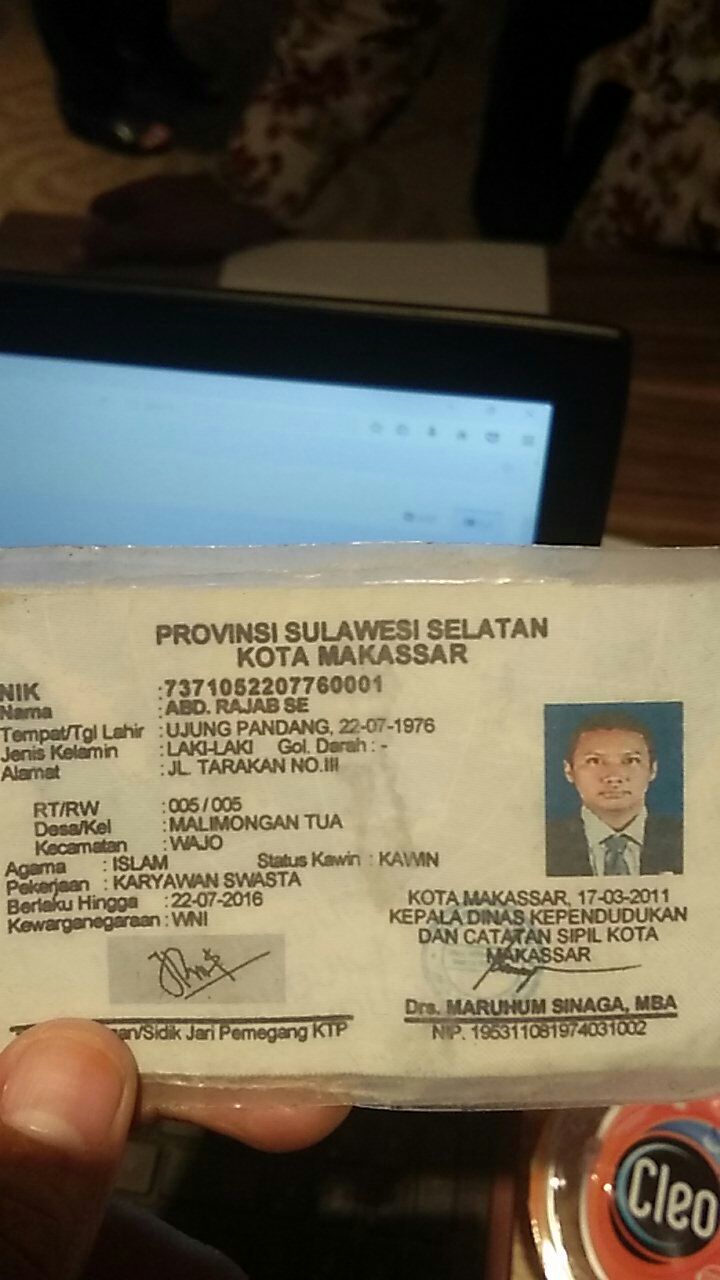 PROVINSI SULAWESI SELATAN
KOTA MAKASSAR
NIK : 7371052207760001
Nama : ABD. RAJAB SE
Tempat/Tgl Lahir : UJUNG PANDANG, 22-07-1976
Jenis Kelamin : LAKI-LAKI Gol. Darah : -
Alamat : JL. TARAKAN NO.III
RT/RW : 005 / 005
Desa/Kel : MALIMONGAN TUA
Kecamatan : WAJO
Agama : ISLAM Status Kawin : KAWIN
Pekerjaan : KARYAWAN SWASTA
Berlaku Hingga : 22-07-2016
Kewarganegaraan : WNI
KOTA MAKASSAR, 17-03-2011
KEPALA DINAS KEPENDUDUKAN
DAN CATATAN SIPIL KOTA
MAKASSAR
Drs. MARUHUM SINAGA, MBA
NIP. 195311081974031002
an/Sidik Jari Pemegang KTP
Cleo